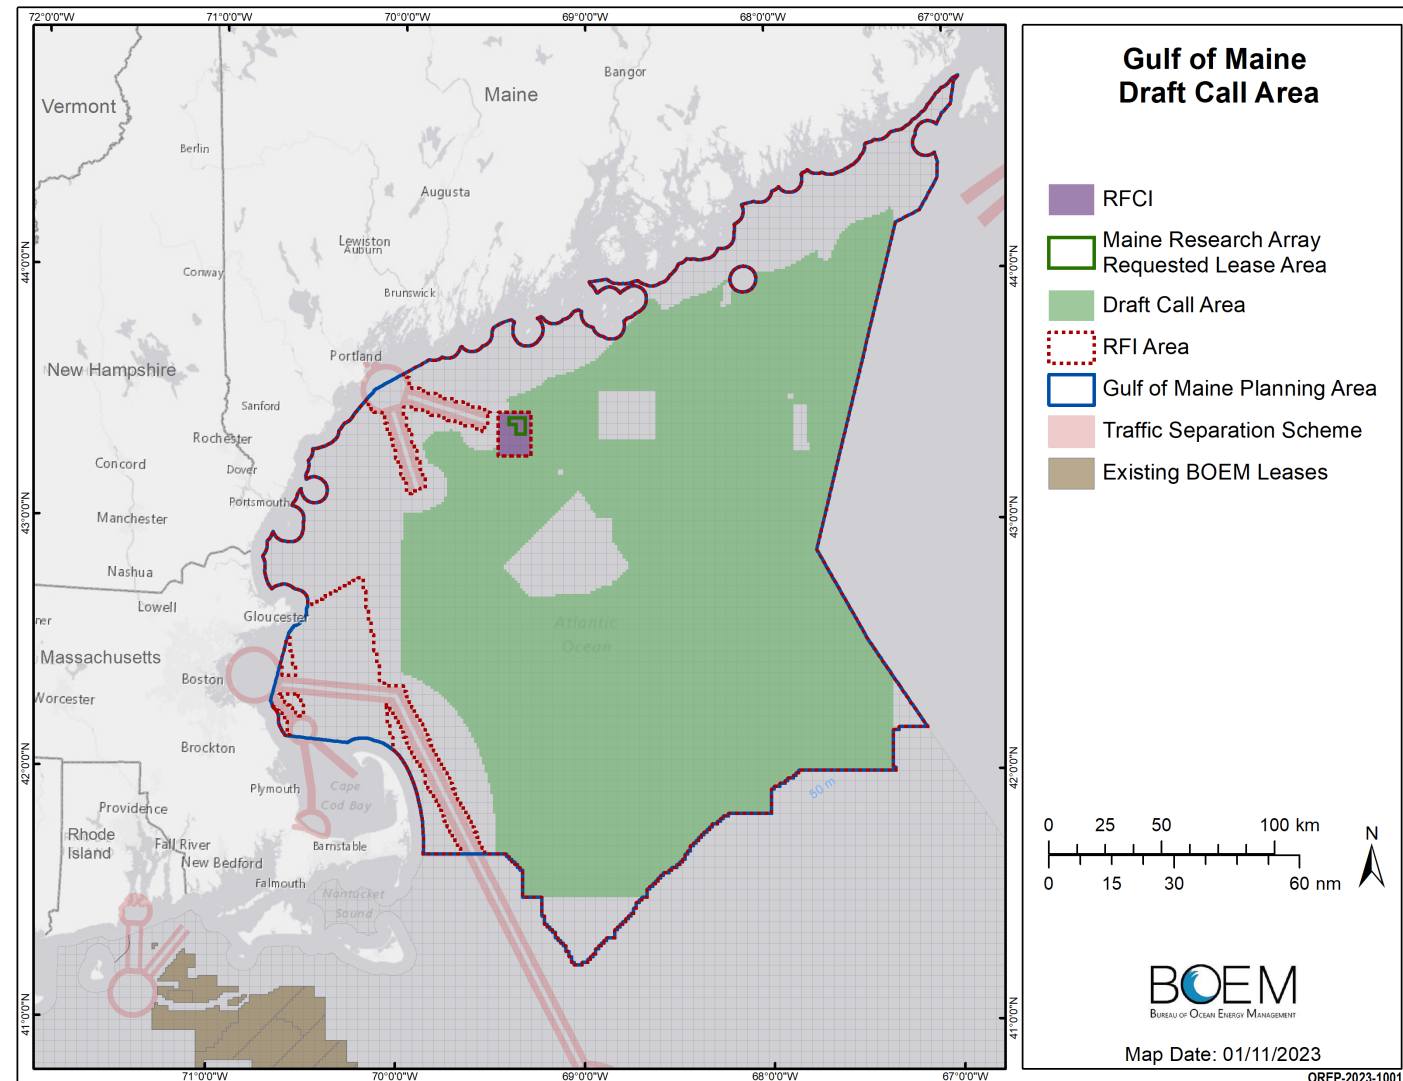 72°0'0"W
71°0'0"W
70°0'0"W
69°0'0"W
68°0'0"W
67°0'0"W
44°0'0"N
43°0'0"N
42°0'0"N
41°0'0"N
44°0'0"N
43°0'0"N
42°0'0"N
41°0'0"N
Bangor
Maine
Vermont
Berlin
Augusta
Lewiston
Auburn
Conway
Brunswick
Portland
New Hampshire
Sanford
Rochester
Concord
Dover
Portsmouth
Manchester
Nashua
Lowell
Gloucester
ner
Atlantic
Ocean
Massachusetts
Boston
Worcester
Brockton
Plymouth
Cape
Cod Bay
50 m
Providence
Rhode
Island
Fall River
Barnstable
New Bedford
Falmouth
Nantucket
Sound
71°0'0"W
70°0'0"W
69°0'0"W
68°0'0"W
67°0'0"W
Gulf of Maine
Draft Call Area
RFCI
Maine Research Array
Requested Lease Area
Draft Call Area
RFI Area
Gulf of Maine Planning Area
Traffic Separation Scheme
Existing BOEM Leases
0 25 50 100 km
0 15 30 60 nm
N
BOEM
BUREAU OF OCEAN ENERGY MANAGEMENT
Map Date: 01/11/2023
OREP-2023-1001